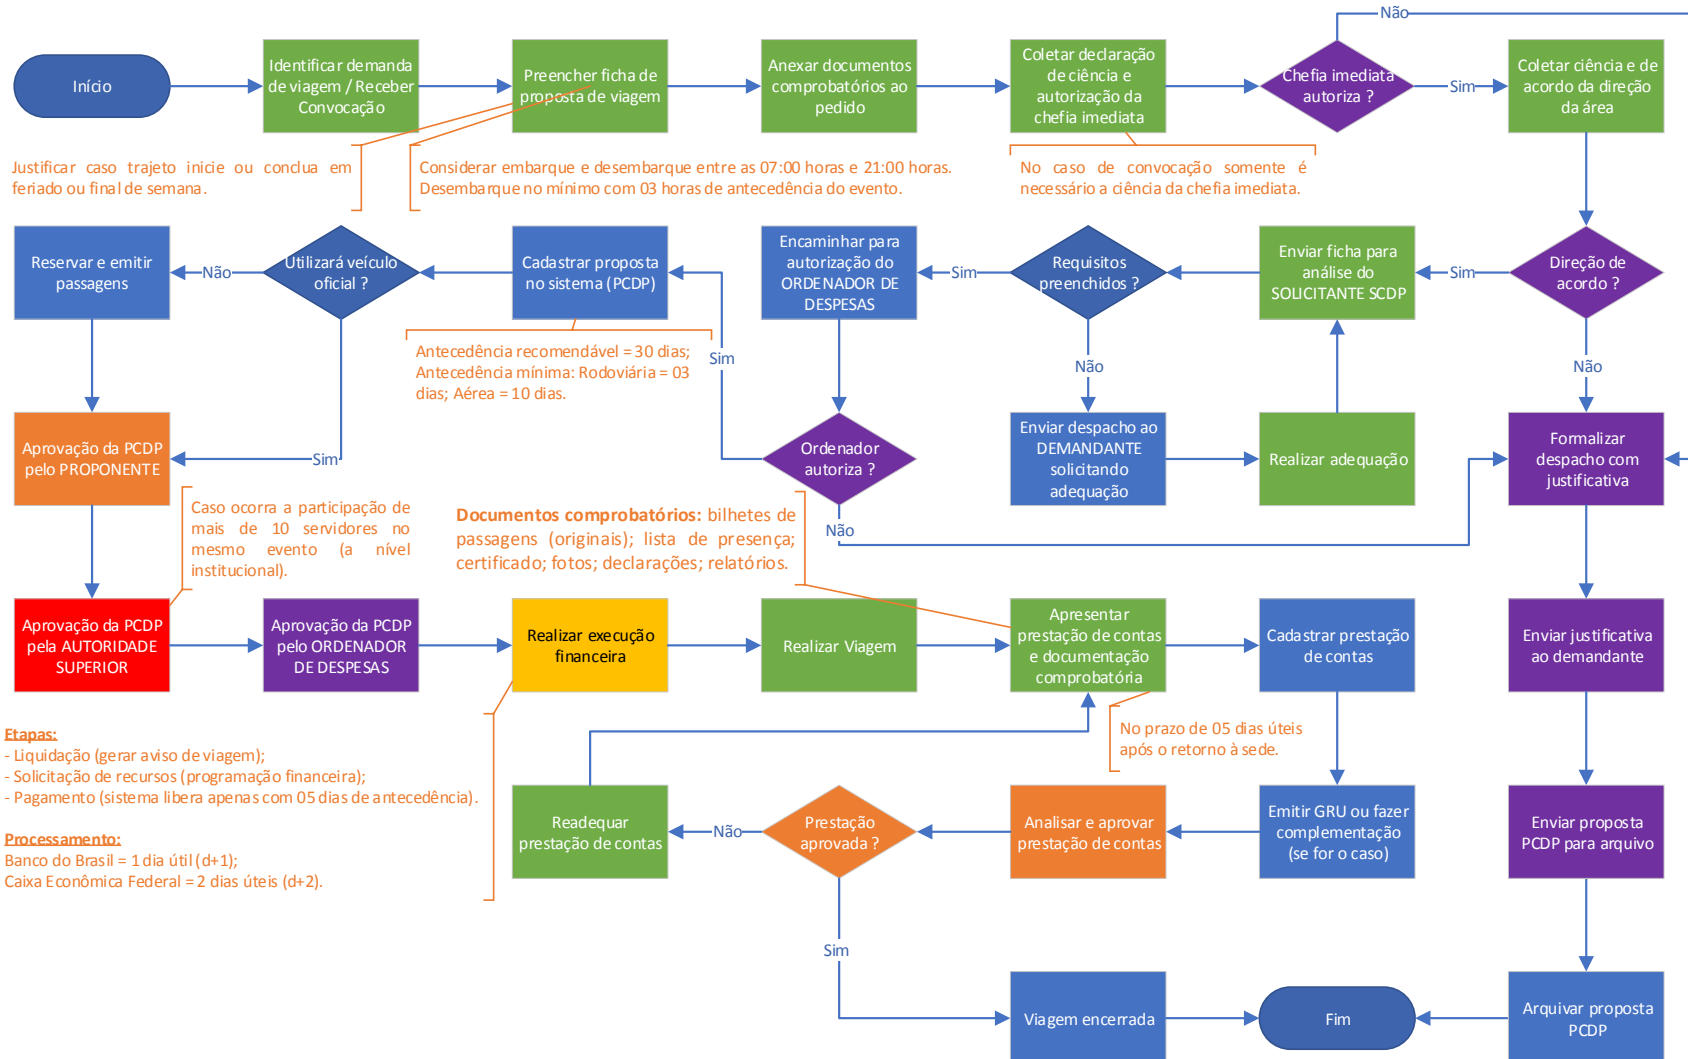 Não
Início
Identificar demanda
de viagem / Receber
Convocação
Preencher ficha de
proposta de viagem
Anexar documentos
comprobatórios ao
pedido
Coletar declaração
de ciência e
autorização da
chefia imediata
Chefia imediata
autoriza ?
Sim
Coletar ciência e de
acordo da direção
da área
Justificar caso trajeto inicie ou conclua em
feriado ou final de semana.
Considerar embarque e desembarque entre as 07:00 horas e 21:00 horas.
Desembarque no mínimo com 03 horas de antecedência do evento.
No caso de convocação somente é
necessário a ciência da chefia imediata.
Reservar e emitir
passagens
Não
Utilizará veículo
oficial ?
Cadastrar proposta
no sistema (PCDP)
Encaminhar para
autorização do
ORDENADOR DE
DESPESAS
Sim
Requisitos
preenchidos ?
Enviar ficha para
análise do
SOLICITANTE SCDP
Sim
Direção de
acordo ?
Antecedência recomendável = 30 dias;
Antecedência mínima: Rodoviária = 03
dias; Aérea = 10 dias.
Sim
Não
Não
Aprovação da PCDP
pelo PROPONENTE
Sim
Ordenador
autoriza ?
Enviar despacho ao
DEMANDANTE
solicitando
adequação
Realizar adequação
Formalizar
despacho com
justificativa
Caso ocorra a participação de
mais de 10 servidores no
mesmo evento (a nível
institucional).
Documentos comprobatórios: bilhetes de
passagens (originais); lista de presença;
certificado; fotos; declarações; relatórios.
Não
Aprovação da PCDP
pela AUTORIDADE
SUPERIOR
Aprovação da PCDP
pelo ORDENADOR
DE DESPESAS
Realizar execução
financeira
Realizar Viagem
Apresentar
prestação de contas
e documentação
comprobatória
Cadastrar prestação
de contas
Enviar justificativa
ao demandante
Etapas:
- Liquidação (gerar aviso de viagem);
- Solicitação de recursos (programação financeira);
- Pagamento (sistema libera apenas com 05 dias de antecedência).
No prazo de 05 dias úteis
após o retorno à sede.
Processamento:
Banco do Brasil = 1 dia útil (d+1);
Caixa Econômica Federal = 2 dias úteis (d+2).
Readequar
prestação de contas
Não
Prestação
aprovada ?
Analisar e aprovar
prestação de contas
Emitir GRU ou fazer
complementação
(se for o caso)
Enviar proposta
PCDP para arquivo
Sim
Viagem encerrada
Fim
Arquivar proposta
PCDP